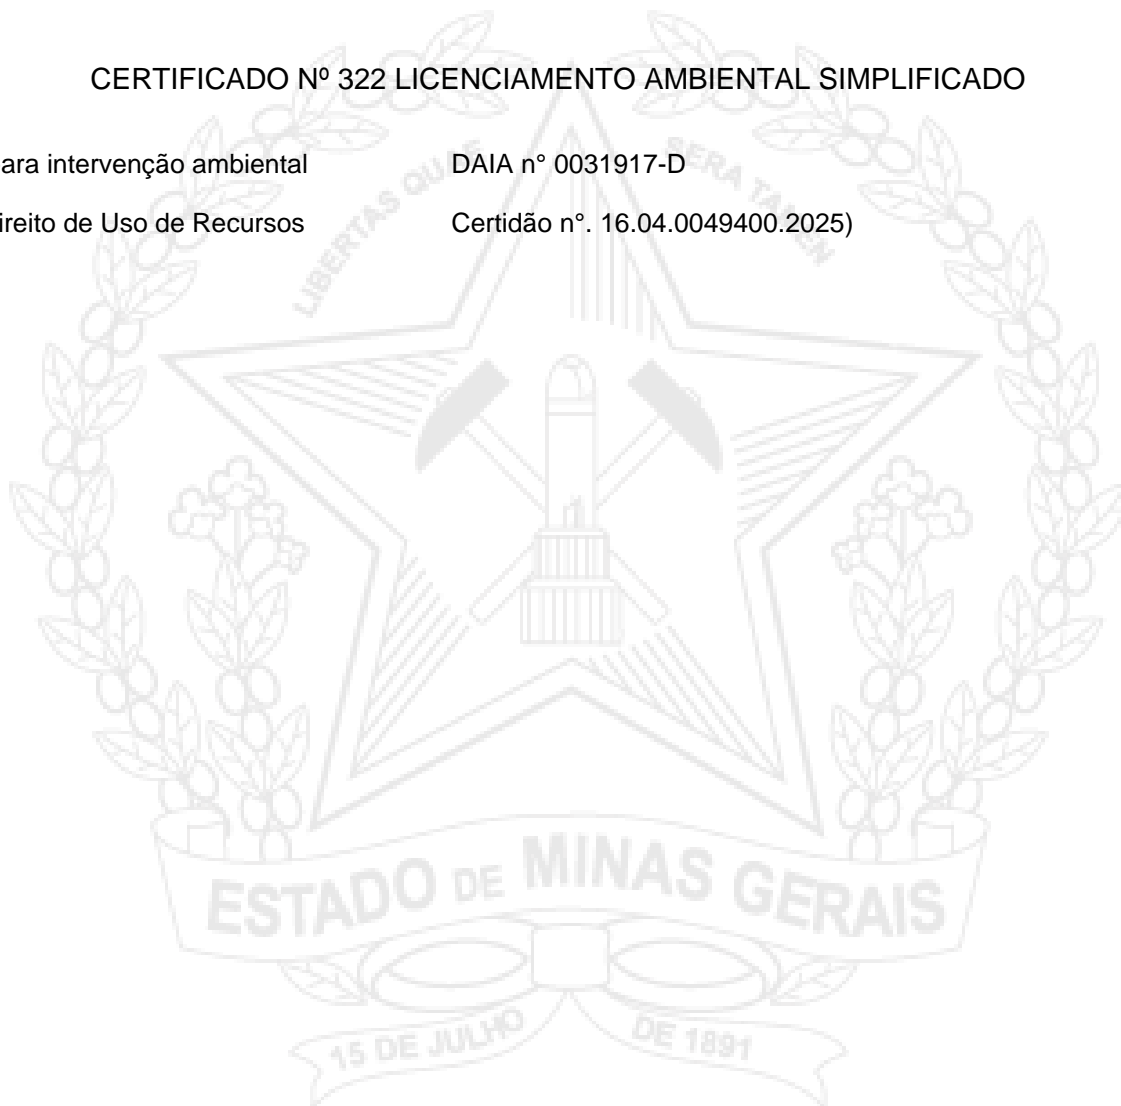 CERTIFICADO Nº 322 LICENCIAMENTO AMBIENTAL SIMPLIFICADO
ara intervenção ambiental DAIA n° 0031917-D
ireito de Uso de Recursos Certidão n°. 16.04.0049400.2025)
LIBERTAS QUÆ SERA TAMEN
ESTADO DE MINAS GERAIS
15 DE JULHO DE 1891